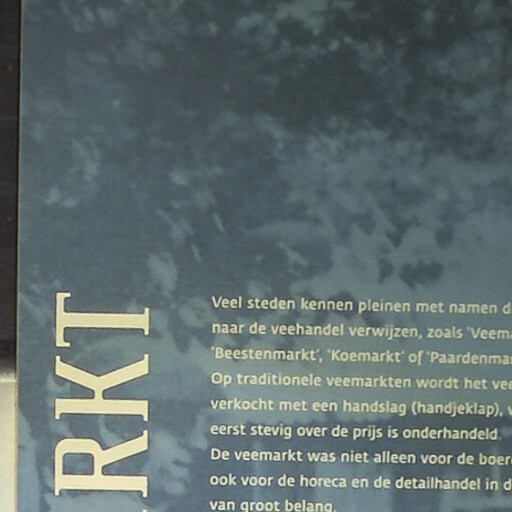 RKT
Veel steden kennen pleinen met namen
naar de veehandel verwijzen, zoals 'Veem
'Beestenmarkt', 'Koemarkt' of 'Paardenma
Op traditionele veemarkten wordt het vee
verkocht met een handslag (handjeklap),
eerst stevig over de prijs is onderhandeld.
De veemarkt was niet alleen voor de boer
ook voor de horeca en de detailhandel in d
van groot belang.